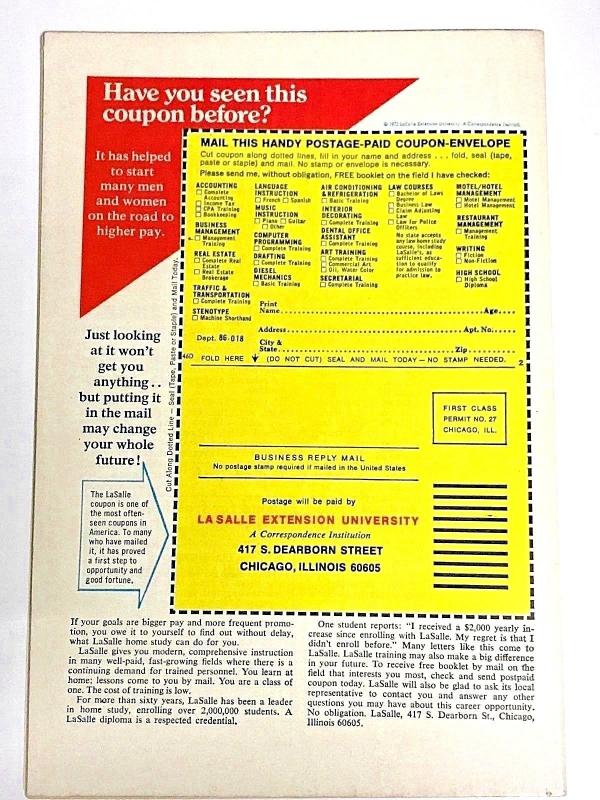 Have you seen this
coupon before?
© 1973 LaSalle Extension University A Correspondence Institution
It has helped
to start
many men
and women
on the road to
higher pay.
Just looking
at it won't
get you
anything . .
but putting it
in the mail
may change
your whole
future!
The LaSalle
coupon is one of
the most often-
seen coupons in
America. To many
who have mailed
it, it has proved
a first step to
opportunity and
good fortune.
Cut Along Dotted Line — Seal (Tape, Paste or Staple) and Mail Today.
MAIL THIS HANDY POSTAGE-PAID COUPON-ENVELOPE
Cut coupon along dotted lines, fill in your name and address . . . fold, seal (tape,
paste or staple) and mail. No stamp or envelope is necessary.
Please send me, without obligation, FREE booklet on the field I have checked:
ACCOUNTING
☐ Complete
Accounting
☐ Income Tax
☐ CPA Training
☐ Bookkeeping
BUSINESS
MANAGEMENT
☐ Management
Training
REAL ESTATE
☐ Complete Real
Estate
☐ Real Estate
Brokerage
TRAFFIC &
TRANSPORTATION
☐ Complete Training
STENOTYPE
☐ Machine Shorthand
LANGUAGE
INSTRUCTION
☐ French ☐ Spanish
MUSIC
INSTRUCTION
☐ Piano ☐ Guitar
☐ Other
COMPUTER
PROGRAMMING
☐ Complete Training
DRAFTING
☐ Complete Training
DIESEL
MECHANICS
☐ Basic Training
AIR CONDITIONING
& REFRIGERATION
☐ Complete Training
INTERIOR
DECORATING
☐ Complete Training
DENTAL OFFICE
ASSISTANT
☐ Complete Training
ART TRAINING
☐ Complete Training
☐ Commercial Art
☐ Oil, Water Color
SECRETARIAL
☐ Complete Training
LAW COURSES
☐ Bachelor of Laws
Degree
☐ Business Law
☐ Claim Adjusting
Law
☐ Law for Police
Officers
No state accepts
any law home study
course, including
LaSalle's, as
sufficient educa-
tion to qualify
for admission to
practice law.
MOTEL/HOTEL
MANAGEMENT
☐ Motel Management
☐ Hotel Management
RESTAURANT
MANAGEMENT
☐ Management
Training
WRITING
☐ Fiction
☐ Non-Fiction
HIGH SCHOOL
☐ High School
Diploma
Print
Name Age
Address Apt. No.
Dept. 86-018
City &
State Zip
460 FOLD HERE (DO NOT CUT) SEAL AND MAIL TODAY—NO STAMP NEEDED. 2
FIRST CLASS
PERMIT NO. 27
CHICAGO, ILL.
BUSINESS REPLY MAIL
No postage stamp required if mailed in the United States
Postage will be paid by
LA SALLE EXTENSION UNIVERSITY
A Correspondence Institution
417 S. DEARBORN STREET
CHICAGO, ILLINOIS 60605
If your goals are bigger pay and more frequent promo-
tion, you owe it to yourself to find out without delay,
what LaSalle home study can do for you.
LaSalle gives you modern, comprehensive instruction
in many well-paid, fast-growing fields where there is a
continuing demand for trained personnel. You learn at
home; lessons come to you by mail. You are a class of
one. The cost of training is low.
For more than sixty years, LaSalle has been a leader
in home study, enrolling over 2,000,000 students. A
LaSalle diploma is a respected credential.
One student reports: "I received a $2,000 yearly in-
crease since enrolling with LaSalle. My regret is that I
didn't enroll before." Many letters like this come to
LaSalle. LaSalle training may also make a big difference
in your future. To receive free booklet by mail on the
field that interests you most, check and send postpaid
coupon today. LaSalle will also be glad to ask its local
representative to contact you and answer any other
questions you may have about this career opportunity.
No obligation. LaSalle, 417 S. Dearborn St., Chicago,
Illinois 60605.